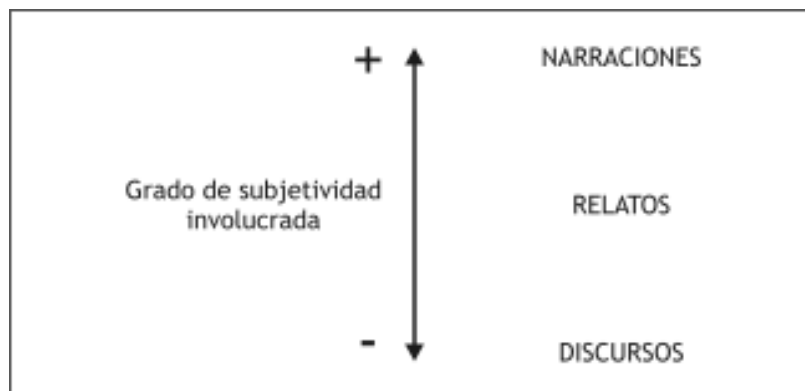 +
NARRACIONES
Grado de subjetividad
involucrada
RELATOS
-
DISCURSOS